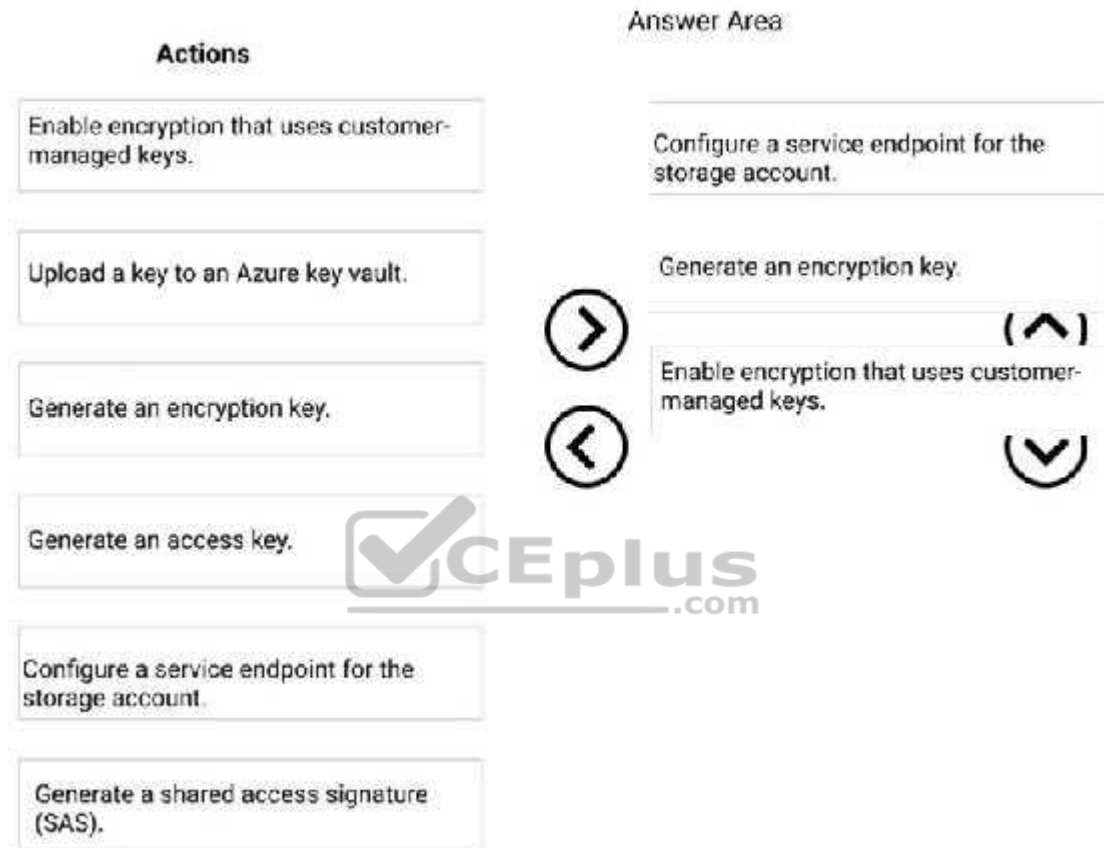 Actions
Enable encryption that uses customer-
managed keys.
Upload a key to an Azure key vault.
Generate an encryption key.
Generate an access key.
Configure a service endpoint for the
storage account.
Generate a shared access signature
(SAS).
Answer Area
Configure a service endpoint for the
storage account.
Generate an encryption key.
Enable encryption that uses customer-
managed keys.
VCEplus
.com